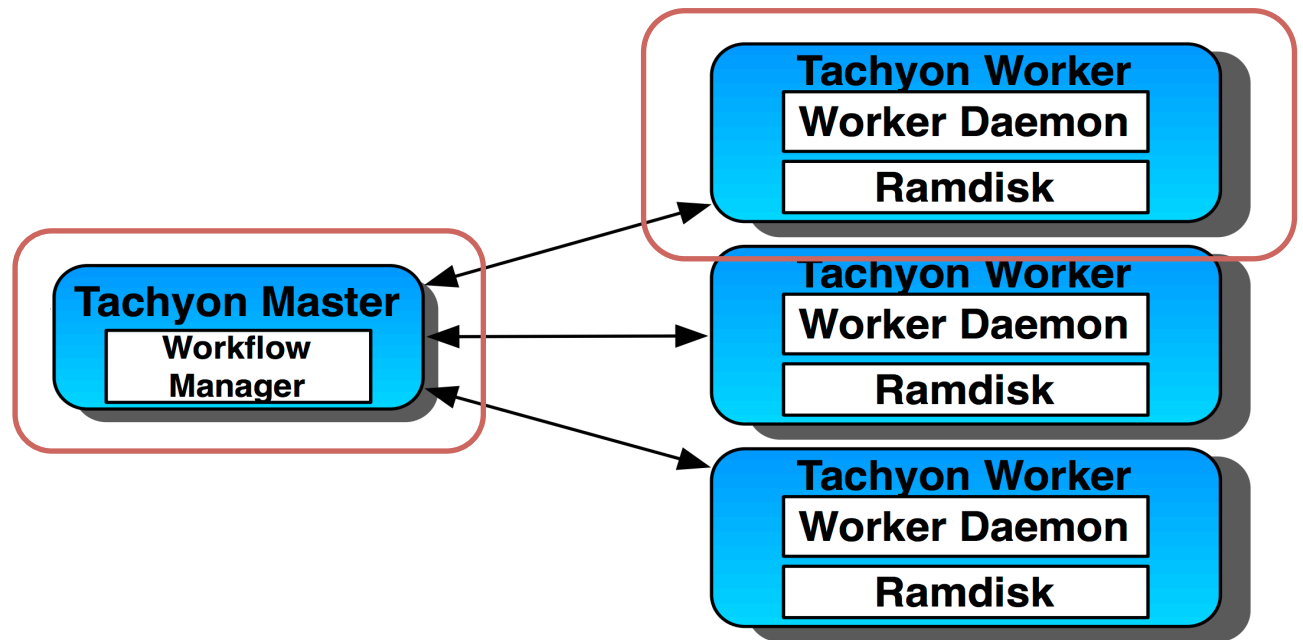 Tachyon Master
Workflow
Manager
Tachyon Worker
Worker Daemon
Ramdisk
Tachyon Worker
Worker Daemon
Ramdisk
Tachyon Worker
Worker Daemon
Ramdisk